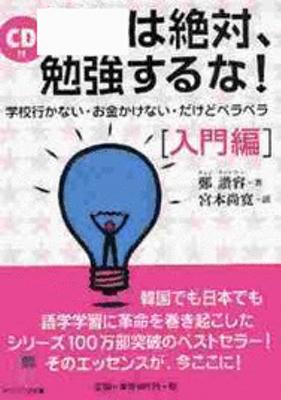 CD
付
は絶対、
勉強するな!
学校行かない・お金かけない・だけどペラペラ
[入門編]
鄭 讃容・著
宮本尚寛・訳
韓国でも日本でも
語学学習に革命を巻き起こした
シリーズ100万部突破のベストセラー!
そのエッセンスが、今ここに!